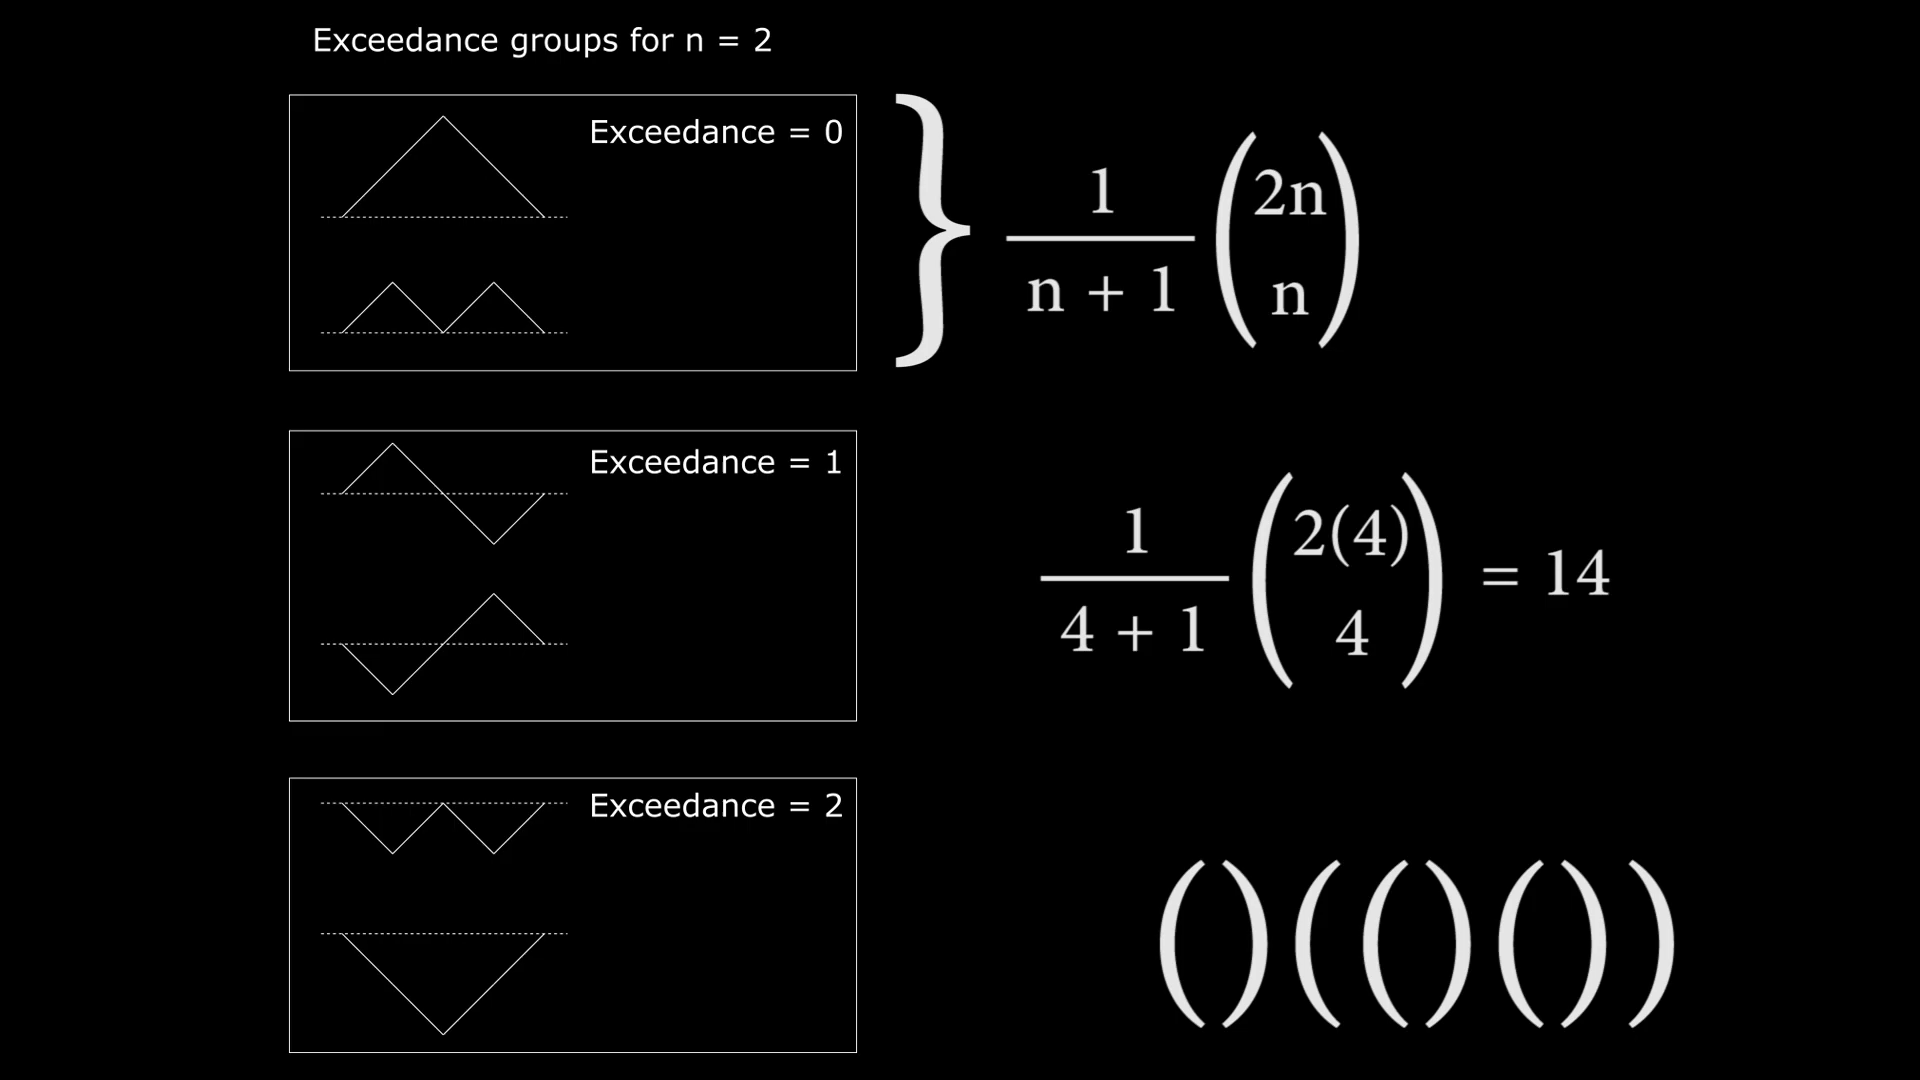 Exceedance groups for n = 2
Exceedance = 0
1
n + 1
2n
n
Exceedance = 1
1
4 + 1
2(4)
4
= 14
Exceedance = 2
()(()())